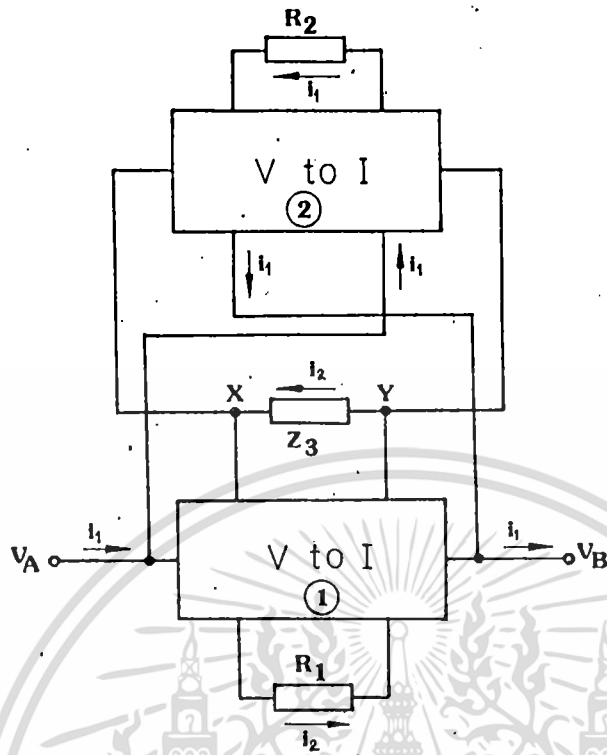 R2
i1
V to I
2
i1 i1
X i2 Y
Z3
i1 i1
VA V to I VB
1
R1
i2